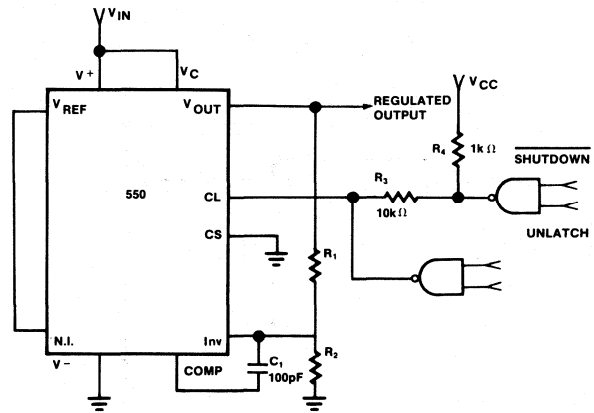 VIN
V+
VC
VREF
VOUT
REGULATED
OUTPUT
VCC
R4
1kΩ
SHUTDOWN
550
R3
CL
10kΩ
UNLATCH
CS
R1
N.I.
Inv
R2
V−
COMP
C1
100pF